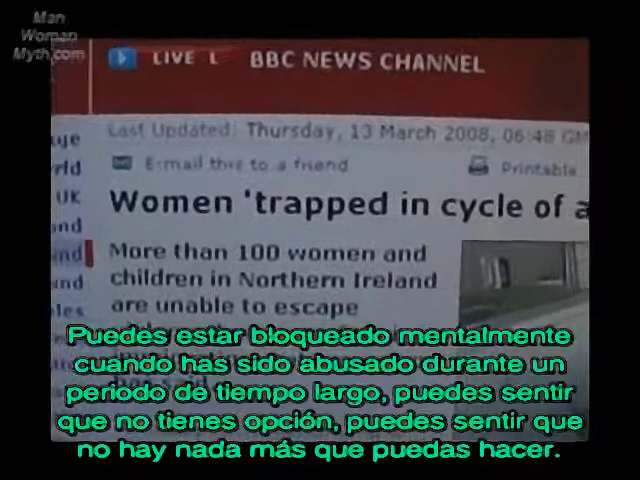 Man
Woman
Myth.com
LIVE
BBC NEWS CHANNEL
Last Updated: Thursday, 13 March 2008, 06:48 GM
E-mail this to a friend
Printable
UK
Women 'trapped in cycle of a
More than 100 women and
children in Northern Ireland
are unable to escape
Puedes estar bloqueado mentalmente
cuando has sido abusado durante un
periodo de tiempo largo, puedes sentir
que no tienes opción, puedes sentir que
no hay nada más que puedas hacer.